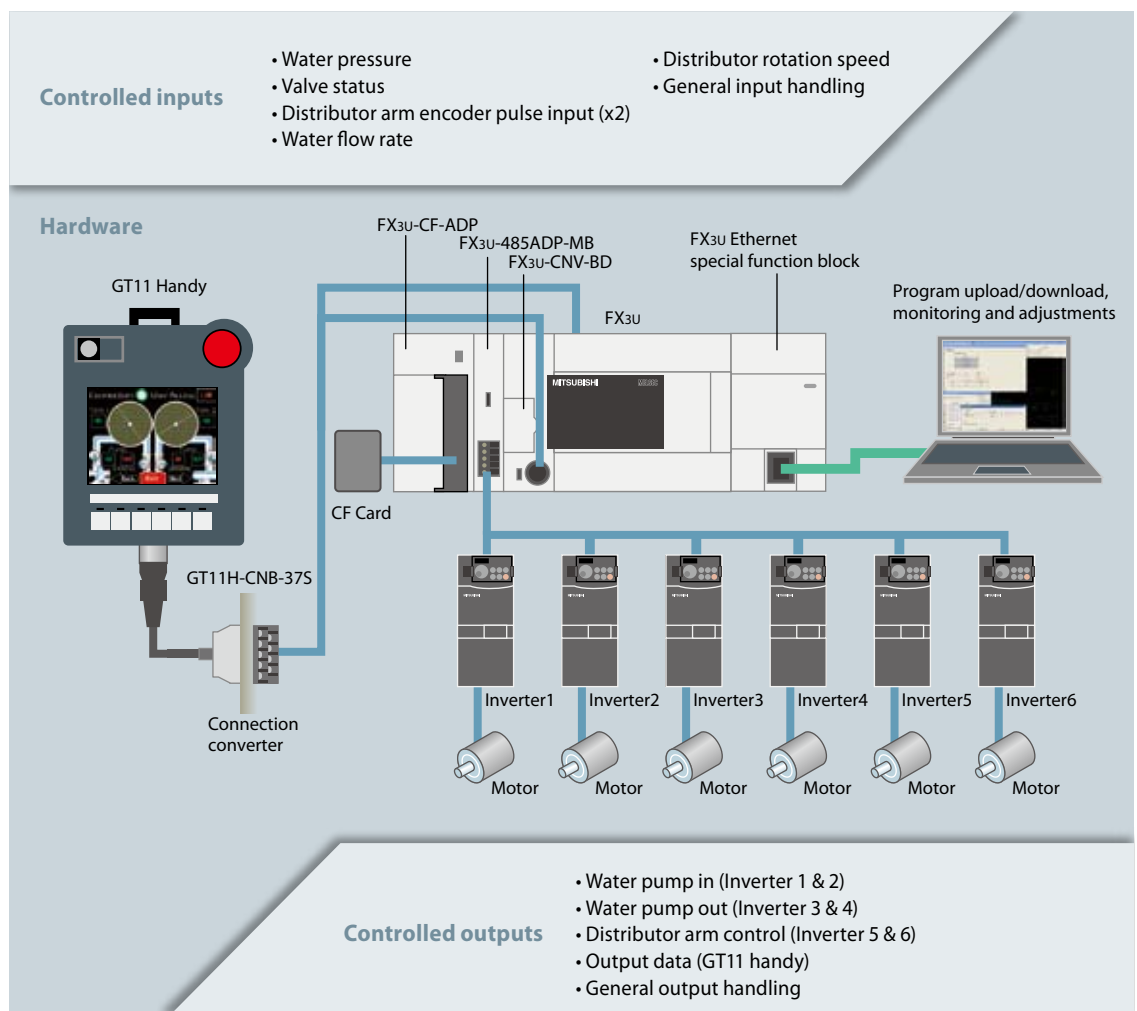 Controlled inputs
• Water pressure
• Valve status
• Distributor arm encoder pulse input (x2)
• Water flow rate
• Distributor rotation speed
• General input handling
Hardware
FX3U-CF-ADP
FX3U-485ADP-MB
FX3U-CNV-BD
FX3U Ethernet
special function block
GT11 Handy
FX3U
Program upload/download,
monitoring and adjustments
MITSUBISHI
CF Card
GT11H-CNB-37S
Connection
converter
Inverter1
Inverter2
Inverter3
Inverter4
Inverter5
Inverter6
Motor
Motor
Motor
Motor
Motor
Motor
Controlled outputs
• Water pump in (Inverter 1 & 2)
• Water pump out (Inverter 3 & 4)
• Distributor arm control (Inverter 5 & 6)
• Output data (GT11 handy)
• General output handling